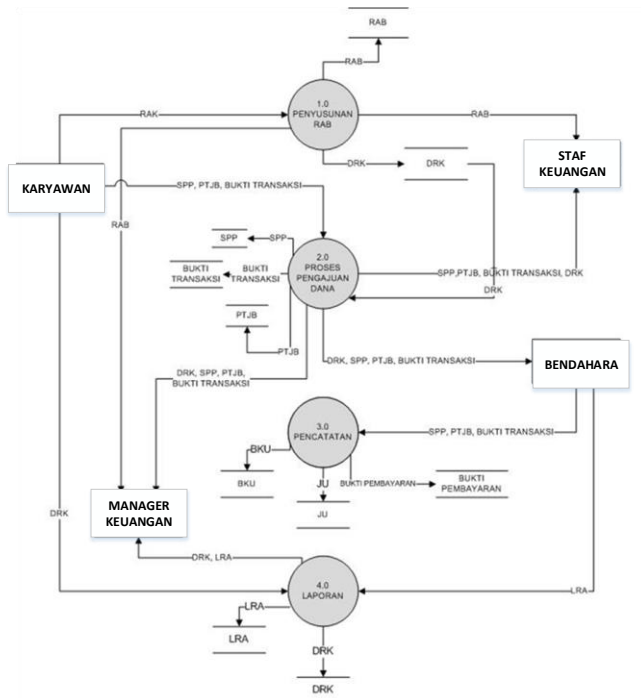 RAB
RAB
1.0
PENYUSUNAN
RAB
RAK
RAB
DRK
DRK
STAF
KEUANGAN
KARYAWAN
SPP, PTJB, BUKTI TRANSAKSI
RAB
SPP
SPP
2.0
PROSES
PENGAJUAN
DANA
BUKTI
TRANSAKSI
BUKTI
TRANSAKSI
SPP,PTJB, BUKTI TRANSAKSI, DRK
DRK
PTJB
PTJB
DRK, SPP, PTJB, BUKTI TRANSAKSI
BENDAHARA
DRK, SPP, PTJB,
BUKTI TRANSAKSI
3.0
PENCATATAN
SPP, PTJB, BUKTI TRANSAKSI
BKU
BKU
JU
BUKTI PEMBAYARAN
BUKTI
PEMBAYARAN
JU
MANAGER
KEUANGAN
DRK
DRK, LRA
4.0
LAPORAN
LRA
LRA
LRA
DRK
DRK